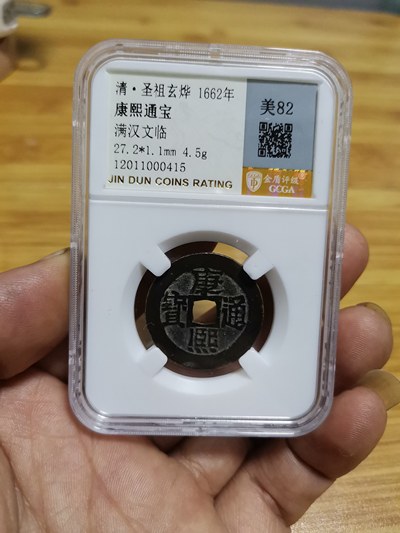 清·圣祖玄烨 1662年
康熙通宝
满汉文临
27.2*1.1mm 4.5g
12011000415
美82
JIN DUN COINS RATING
金盾评级
GCGA
康熙通寳